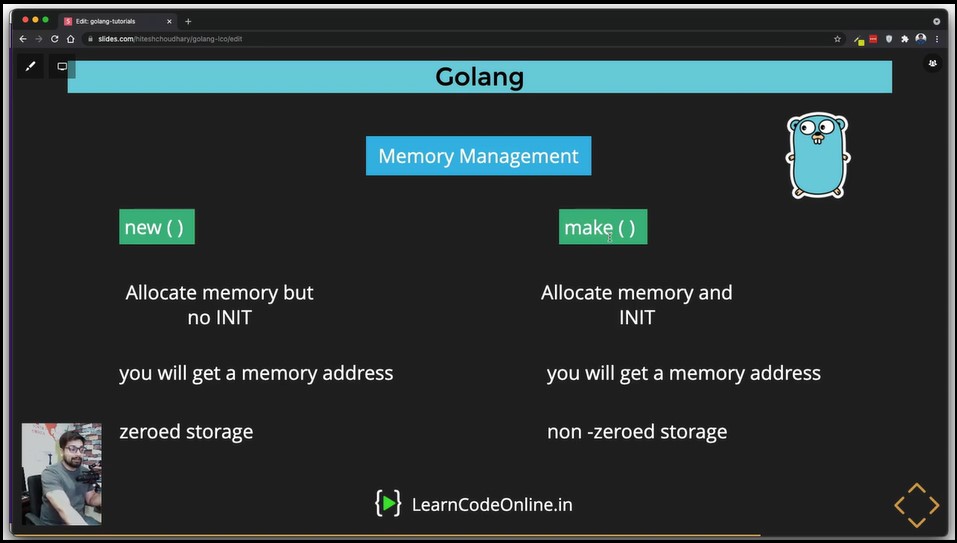 Edit: golang-tutorials
slides.com/hiteshchoudhary/golang-lco/edit
Golang
Memory Management
new ( )
make ( )
Allocate memory but
no INIT
Allocate memory and
INIT
you will get a memory address
you will get a memory address
zeroed storage
non -zeroed storage
LearnCodeOnline.in